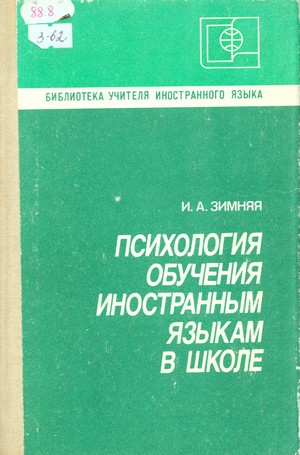 88.8
З-62
БИБЛИОТЕКА УЧИТЕЛЯ ИНОСТРАННОГО ЯЗЫКА
И. А. ЗИМНЯЯ
ПСИХОЛОГИЯ
ОБУЧЕНИЯ
ИНОСТРАННЫМ
ЯЗЫКАМ
В ШКОЛЕ